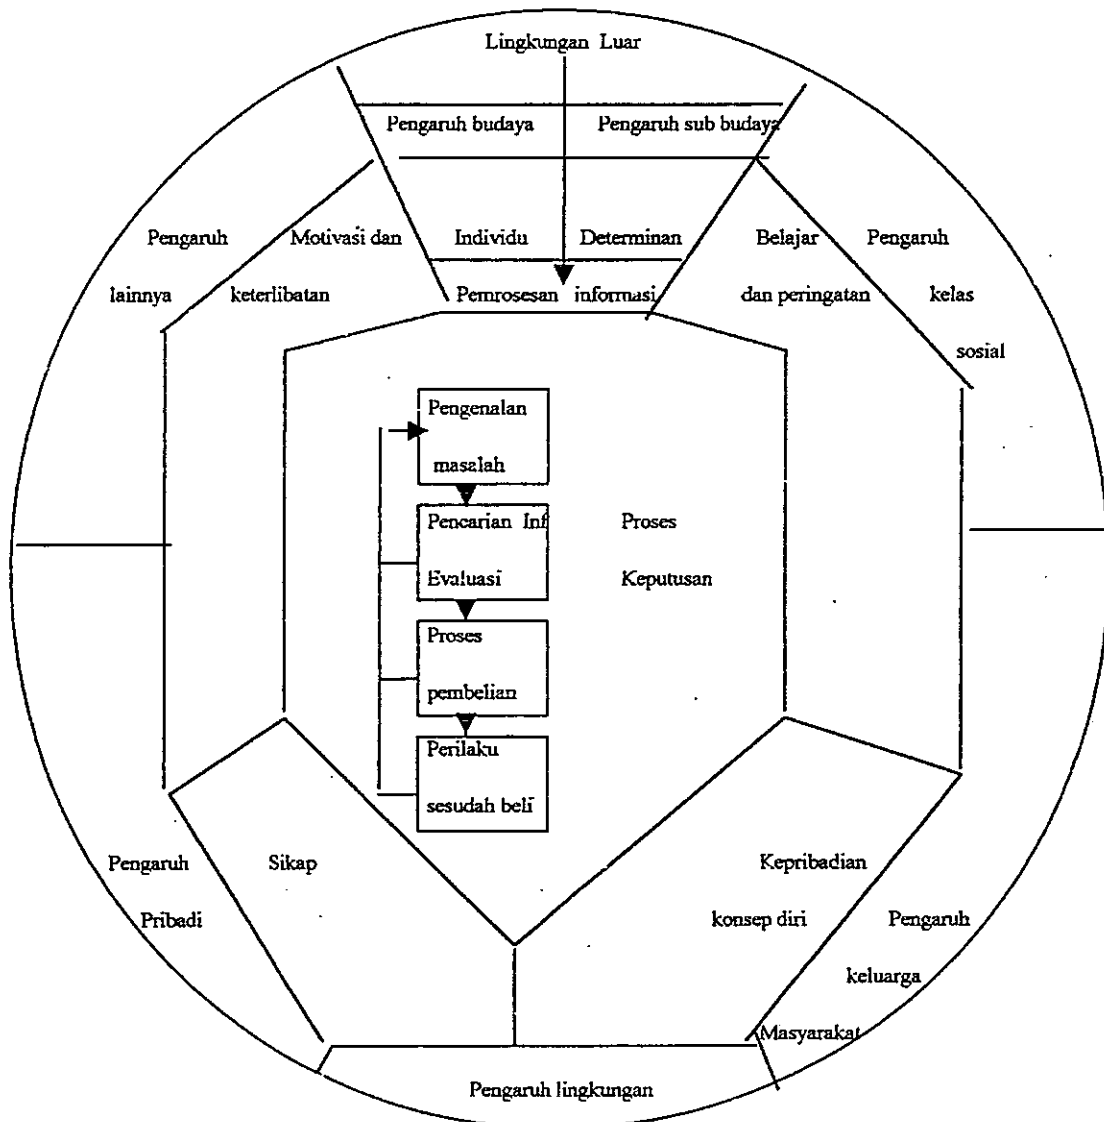 Lingkungan Luar
Pengaruh budaya Pengaruh sub budaya
Pengaruh Motivasi dan Individu Determinan Belajar Pengaruh
lainnya keterlibatan Pemrosesan informasi dan peringatan kelas
sosial
Pengenalan
masalah
Pencarian Inf Proses
Evaluasi Keputusan
Proses
pembelian
Perilaku
sesudah beli
Pengaruh Sikap Kepribadian
Pribadi konsep diri Pengaruh
keluarga
Masyarakat
Pengaruh lingkungan